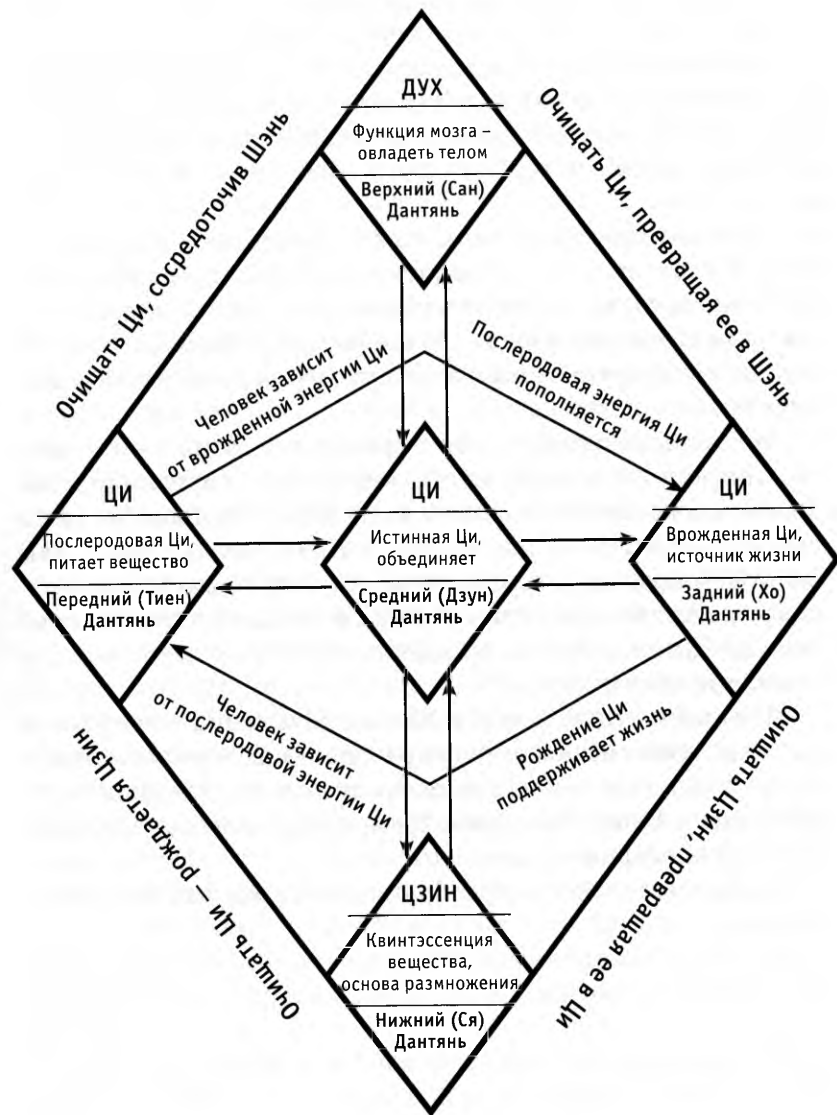 ДУХ
Функция мозга –
овладеть телом
Верхний (Сан)
Дантянь
Очищать Ци, сосредоточив Шэнь
Очищать Ци, превращая ее в Шэнь
Человек зависит
от врожденной энергии Ци
Послеродовая энергия Ци
пополняется
ЦИ
Послеродовая Ци,
питает вещество
Передний (Тиен)
Дантянь
ЦИ
Истинная Ци,
объединяет
Средний (Дзун)
Дантянь
ЦИ
Врожденная Ци,
источник жизни
Задний (Хо)
Дантянь
Человек зависит
от послеродовой энергии Ци
Рождение Ци
поддерживает жизнь
Очищать Ци — рождается Цзин
Очищать Цзин, превращая ее в Ци
ЦЗИН
Квинтэссенция
вещества,
основа размножения
Нижний (Ся)
Дантянь